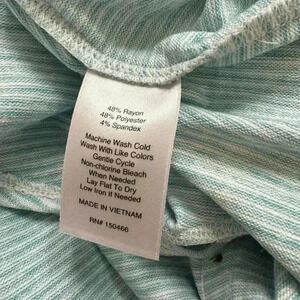 48% Rayon
48% Polyester
4% Spandex
Machine Wash Cold
Wash With Like Colors
Gentle Cycle
Non-chlorine Bleach
When Needed
Lay Flat To Dry
Low Iron If Needed
MADE IN VIETNAM
RN# 150466